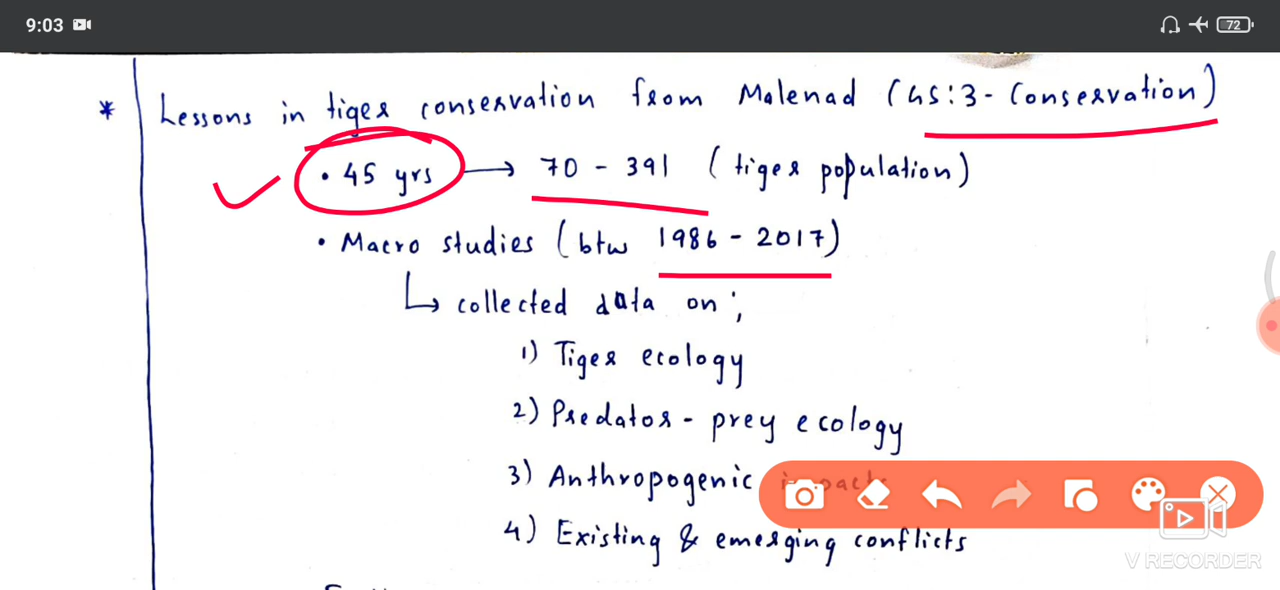 9:03
72
* Lessons in tiger conservation from Malenad (GS:3 - Conservation)
• 45 yrs → 70 - 391 (tiger population)
• Macro studies (btw 1986 - 2017)
↳ collected data on;
1) Tiger ecology
2) Predator - prey ecology
3) Anthropogenic impact
4) Existing & emerging conflicts
V RECORDER